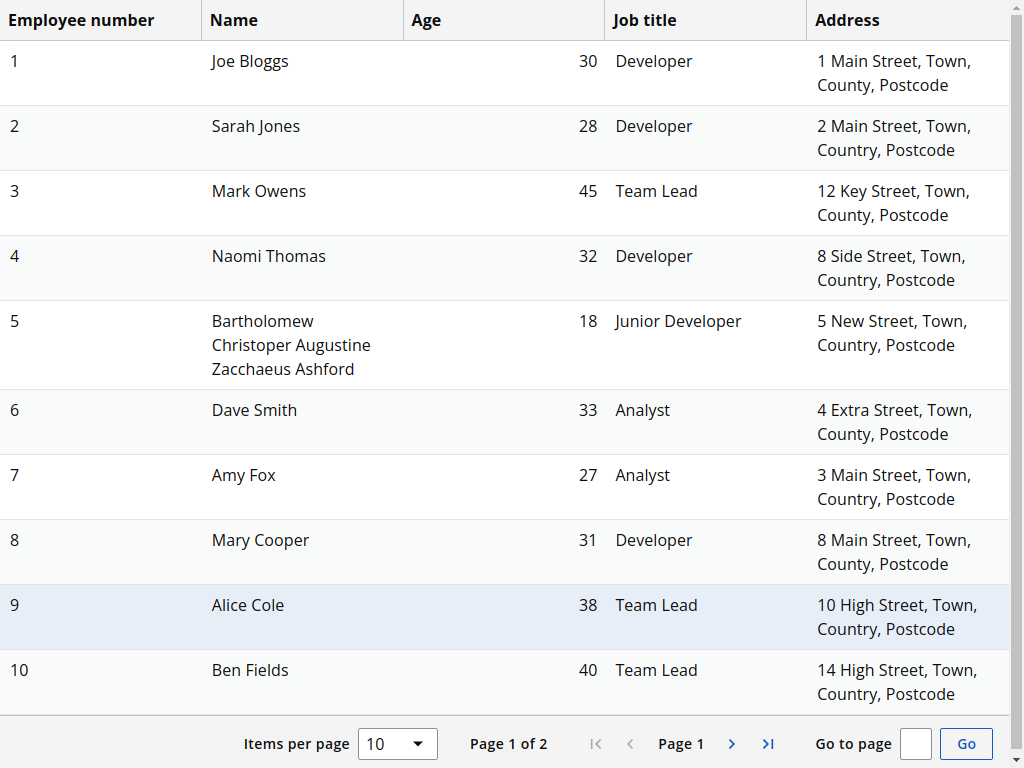 Employee number Name Age Job title Address
1 Joe Bloggs 30 Developer 1 Main Street, Town,
County, Postcode
2 Sarah Jones 28 Developer 2 Main Street, Town,
Country, Postcode
3 Mark Owens 45 Team Lead 12 Key Street, Town,
County, Postcode
4 Naomi Thomas 32 Developer 8 Side Street, Town,
Country, Postcode
5 Bartholomew 18 Junior Developer 5 New Street, Town,
Christoper Augustine Country, Postcode
Zacchaeus Ashford
6 Dave Smith 33 Analyst 4 Extra Street, Town,
County, Postcode
7 Amy Fox 27 Analyst 3 Main Street, Town,
Country, Postcode
8 Mary Cooper 31 Developer 8 Main Street, Town,
County, Postcode
9 Alice Cole 38 Team Lead 10 High Street, Town,
Country, Postcode
10 Ben Fields 40 Team Lead 14 High Street, Town,
Country, Postcode
Items per page 10 Page 1 of 2 Page 1 Go to page Go